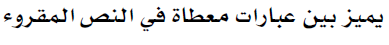 يميز بين عبارات معطاة في النص المقروء